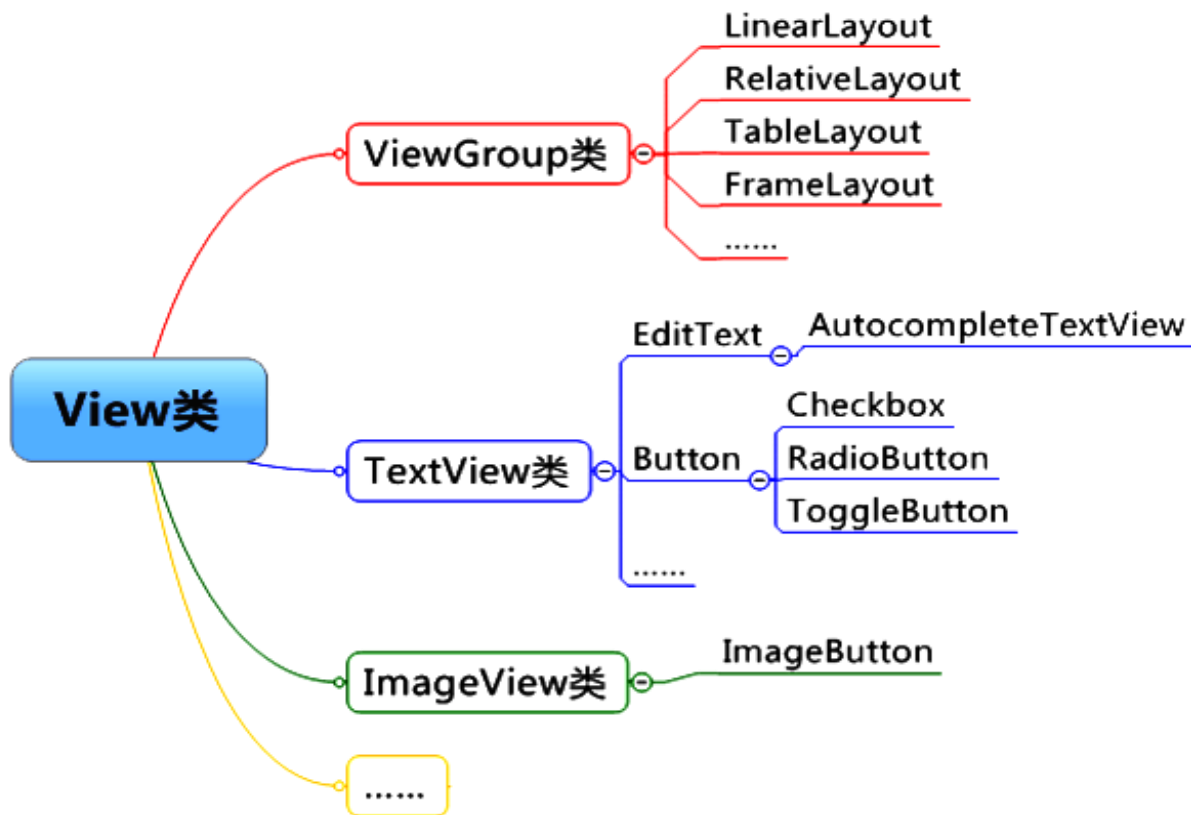 LinearLayout
RelativeLayout
ViewGroup类
TableLayout
FrameLayout
……
View类
EditText
AutocompleteTextView
Checkbox
TextView类
Button
RadioButton
ToggleButton
……
ImageView类
ImageButton
……